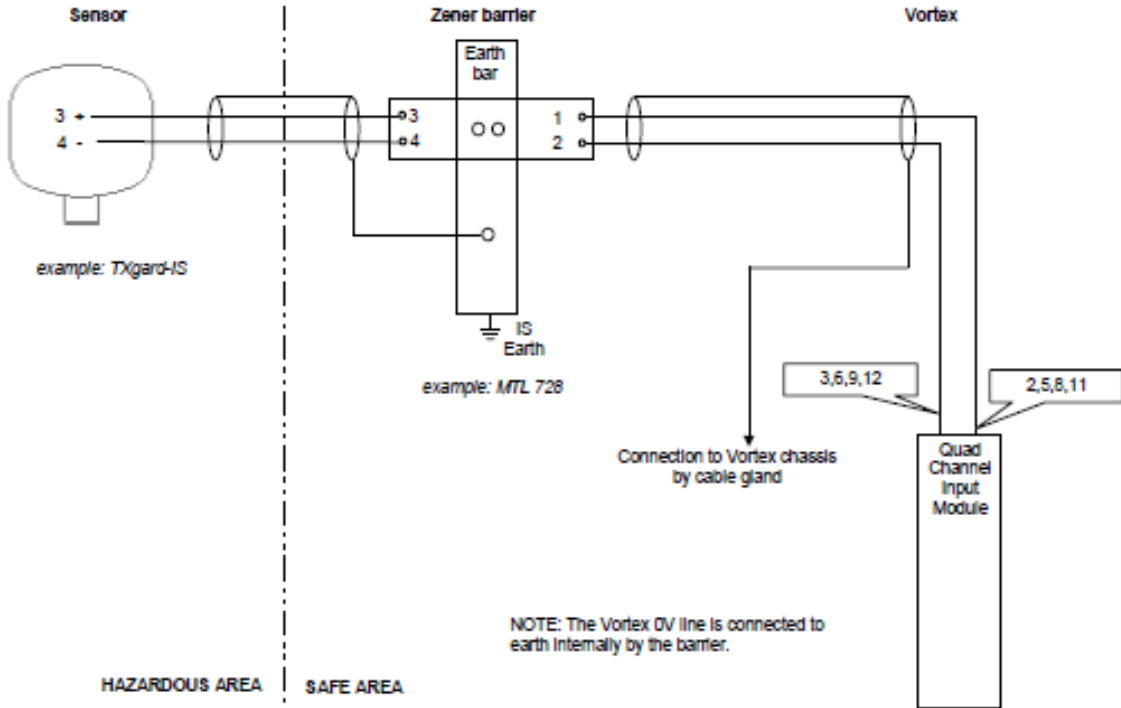 Sensor
Zener barrier
Vortex
Earth
bar
3 +
4 -
3
4
1
2
example: TXgard-IS
IS
Earth
example: MTL 728
3,6,9,12
2,5,8,11
Connection to Vortex chassis
by cable gland
Quad
Channel
Input
Module
NOTE: The Vortex 0V line is connected to
earth internally by the barrier.
HAZARDOUS AREA
SAFE AREA